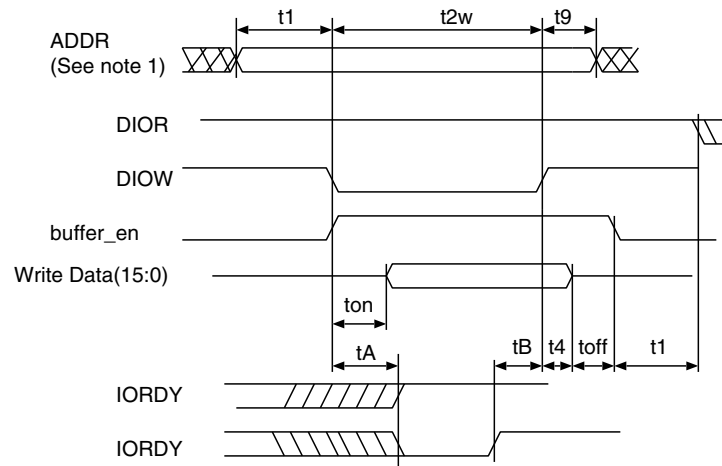 t1 t2w t9
ADDR
(See note 1)
DIOR
DIOW
buffer_en
Write Data(15:0)
ton
tA tB t4 toff t1
IORDY
IORDY